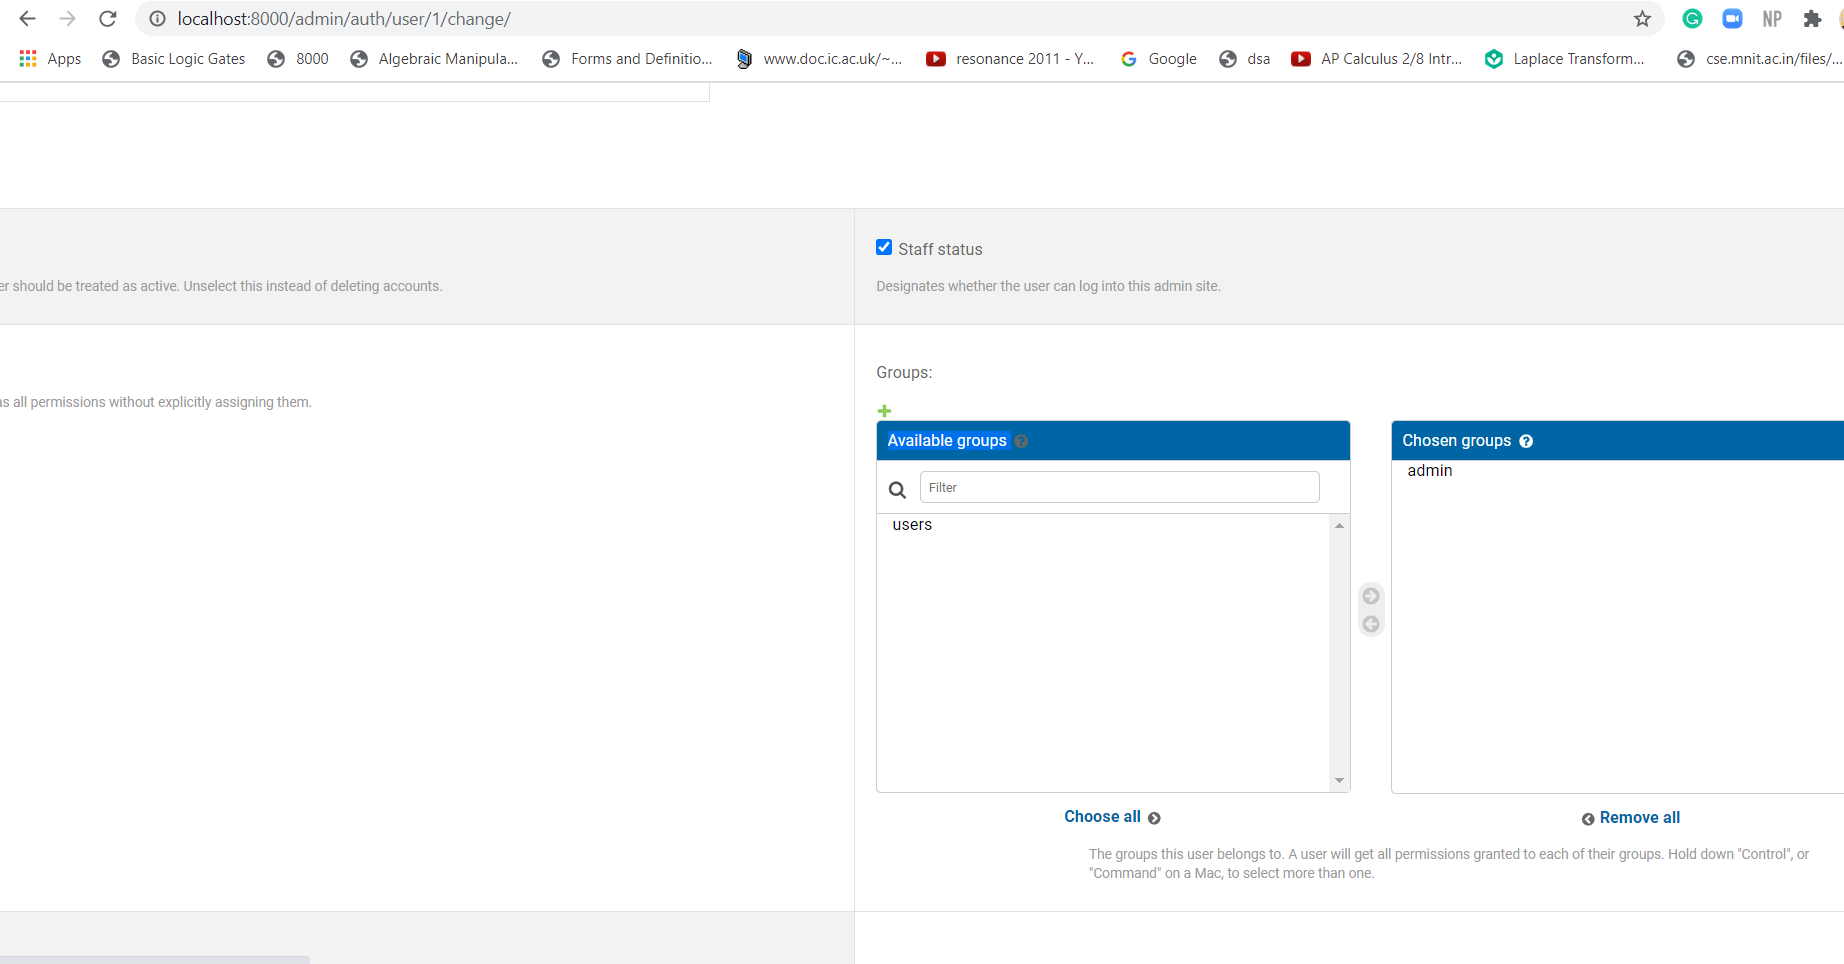 localhost:8000/admin/auth/user/1/change/
NP
Apps Basic Logic Gates 8000 Algebraic Manipula... Forms and Definitio... www.doc.ic.ac.uk/~... resonance 2011 - Y... Google dsa AP Calculus 2/8 Intr... Laplace Transform... cse.mnit.ac.in/files/...
Staff status
er should be treated as active. Unselect this instead of deleting accounts.
Designates whether the user can log into this admin site.
Groups:
as all permissions without explicitly assigning them.
Available groups
Chosen groups
admin
Filter
users
Choose all
Remove all
The groups this user belongs to. A user will get all permissions granted to each of their groups. Hold down "Control", or
"Command" on a Mac, to select more than one.